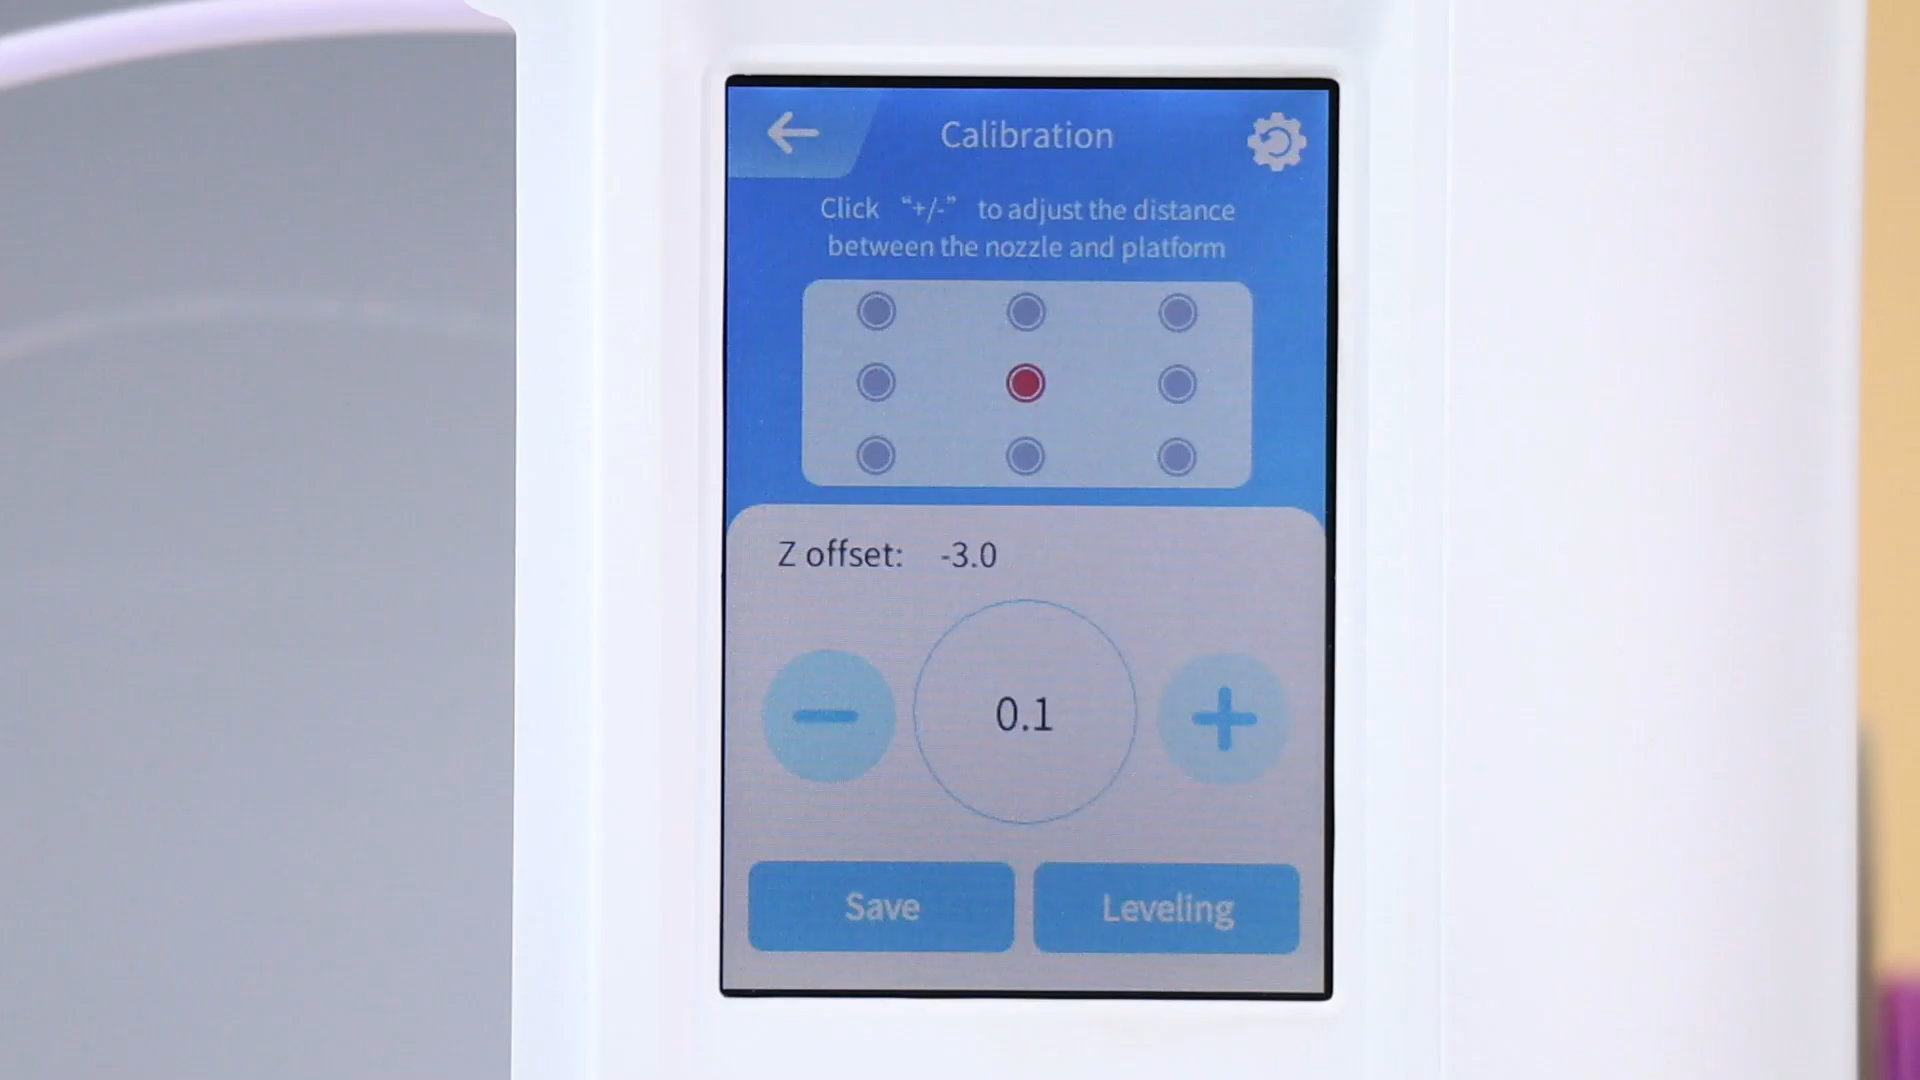 Calibration
Click “+/-” to adjust the distance
between the nozzle and platform
Z offset: -3.0
0.1
Save
Leveling